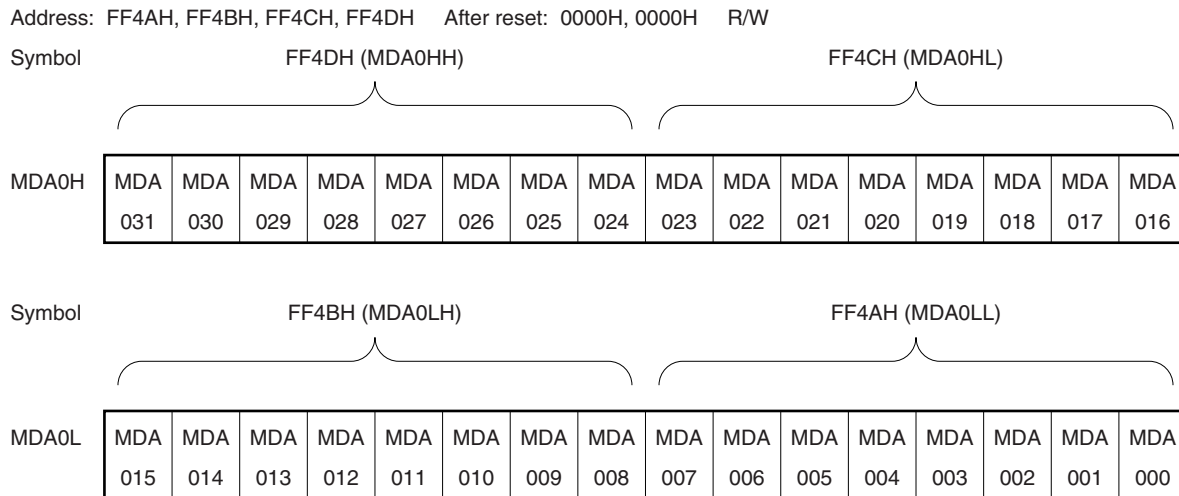 Address: FF4AH, FF4BH, FF4CH, FF4DH After reset: 0000H, 0000H R/W
Symbol FF4DH (MDA0HH) FF4CH (MDA0HL)
MDA0H MDA MDA MDA MDA MDA MDA MDA MDA MDA MDA MDA MDA MDA MDA MDA MDA
031 030 029 028 027 026 025 024 023 022 021 020 019 018 017 016
Symbol FF4BH (MDA0LH) FF4AH (MDA0LL)
MDA0L MDA MDA MDA MDA MDA MDA MDA MDA MDA MDA MDA MDA MDA MDA MDA MDA
015 014 013 012 011 010 009 008 007 006 005 004 003 002 001 000